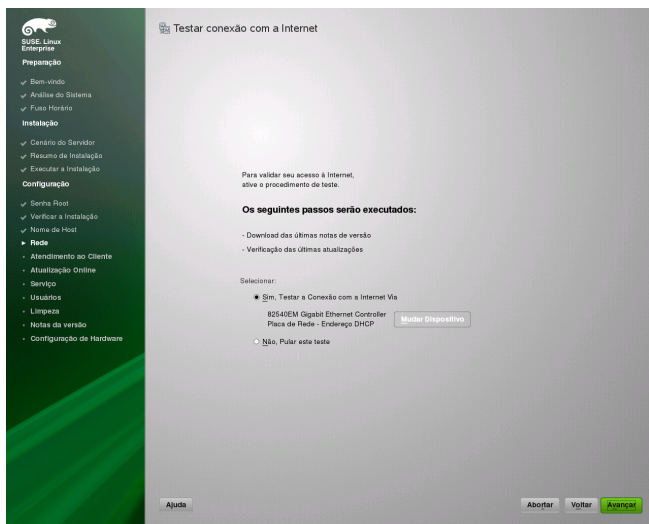 SUSE. Linux
Enterprise
Preparação
Bem-vindo
Análise do Sistema
Fuso Horário
Instalação
Cenário do Servidor
Resumo de Instalação
Executar a Instalação
Configuração
Senha Root
Verificar a Instalação
Nome de Host
Rede
Atendimento ao Cliente
Atualização Online
Serviço
Usuários
Limpeza
Notas da versão
Configuração de Hardware
Testar conexão com a Internet
Para validar seu acesso à Internet,
ative o procedimento de teste.
Os seguintes passos serão executados:
- Download das últimas notas de versão
- Verificação das últimas atualizações
Selecionar:
Sim, Testar a Conexão com a Internet Via
82540EM Gigabit Ethernet Controller
Placa de Rede - Endereço DHCP
Mudar Dispositivo
Não, Pular este teste
Ajuda
Abortar
Voltar
Avançar